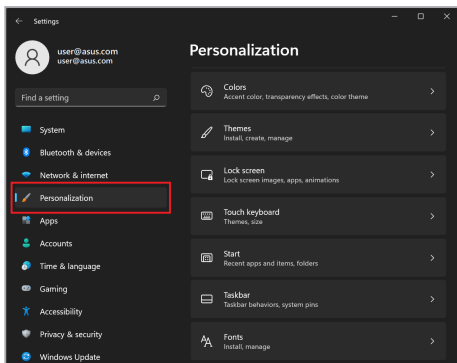 Settings
user@asus.com
user@asus.com
Find a setting
System
Bluetooth & devices
Network & internet
Personalization
Apps
Accounts
Time & language
Gaming
Accessibility
Privacy & security
Windows Update
Personalization
Colors
Accent color, transparency effects, color theme
Themes
Install, create, manage
Lock screen
Lock screen images, apps, animations
Touch keyboard
Themes, size
Start
Recent apps and items, folders
Taskbar
Taskbar behaviors, system pins
Fonts
Install, manage